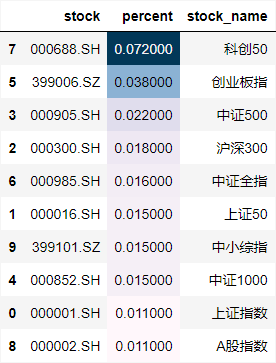 stock percent stock_name
7 000688.SH 0.072000 科创50
5 399006.SZ 0.038000 创业板指
3 000905.SH 0.022000 中证500
2 000300.SH 0.018000 沪深300
6 000985.SH 0.016000 中证全指
1 000016.SH 0.015000 上证50
9 399101.SZ 0.015000 中小综指
4 000852.SH 0.015000 中证1000
0 000001.SH 0.011000 上证指数
8 000002.SH 0.011000 A股指数